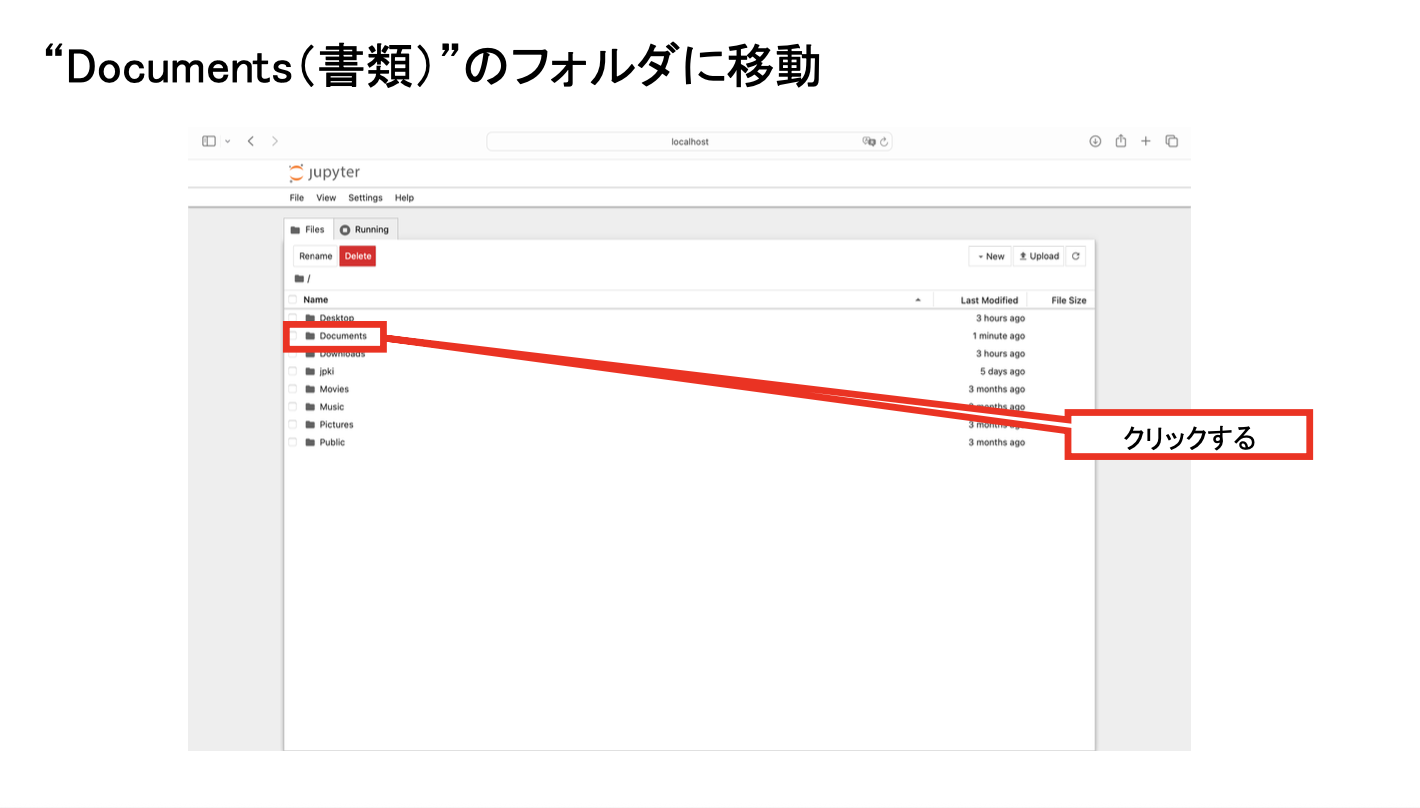 “Documents(書類)”のフォルダに移動
localhost
jupyter
File View Settings Help
Files Running
Rename Delete New Upload
/
Name Last Modified File Size
Desktop 3 hours ago
Documents 1 minute ago
Downloads 3 hours ago
jpki 5 days ago
Movies 3 months ago
Music 3 months ago
Pictures 3 months ago
Public 3 months ago
クリックする